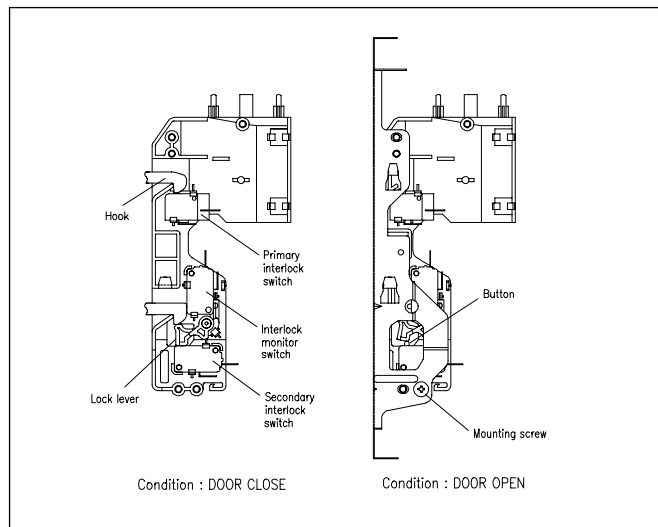 Hook
Primary
interlock
switch
Interlock
monitor
switch
Lock lever
Secondary
interlock
switch
Condition : DOOR CLOSE
Button
Mounting screw
Condition : DOOR OPEN